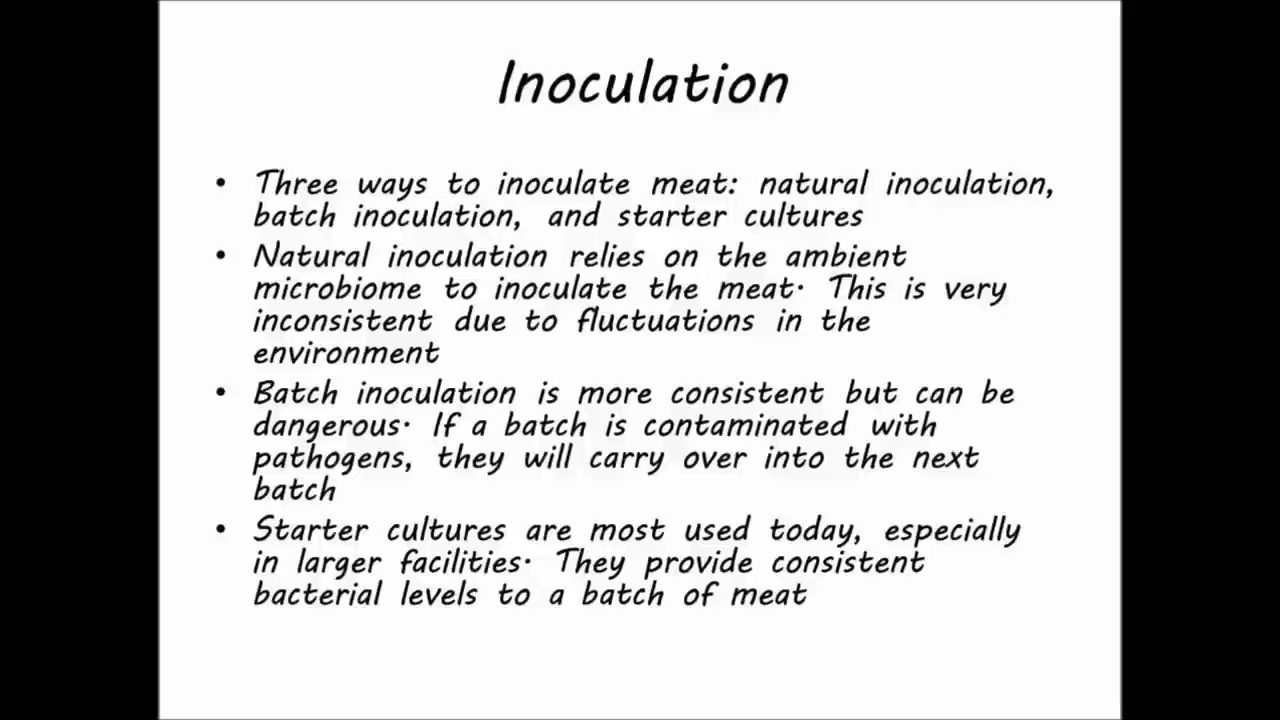 Inoculation
• Three ways to inoculate meat: natural inoculation,
batch inoculation, and starter cultures
• Natural inoculation relies on the ambient
microbiome to inoculate the meat. This is very
inconsistent due to fluctuations in the
environment
• Batch inoculation is more consistent but can be
dangerous. If a batch is contaminated with
pathogens, they will carry over into the next
batch
• Starter cultures are most used today, especially
in larger facilities. They provide consistent
bacterial levels to a batch of meat